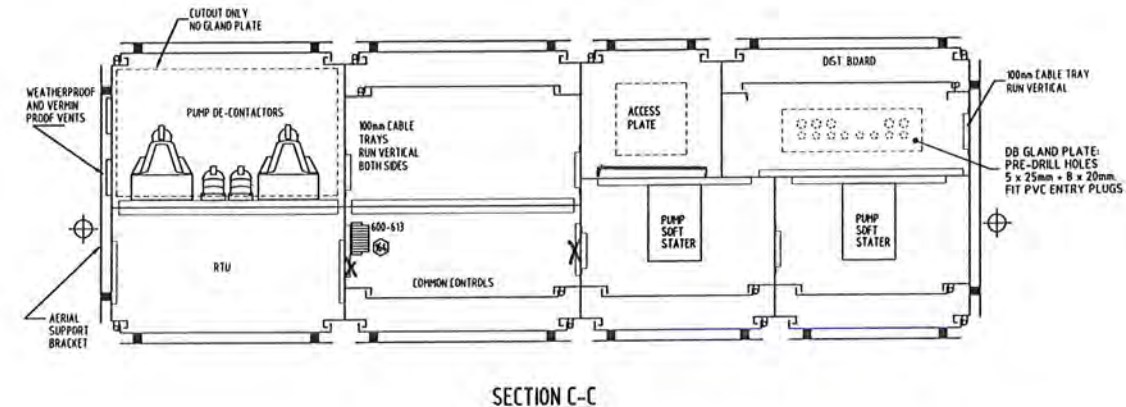 CUTOUT ONLY
NO GLAND PLATE
DIST BOARD
WEATHERPROOF
AND VERMIN
PROOF VENTS
PUMP DE-CONTACTORS
100mm CABLE
TRAYS
RUN VERTICAL
BOTH SIDES
ACCESS
PLATE
100mm CABLE TRAY
RUN VERTICAL
DB GLAND PLATE:
PRE-DRILL HOLES
5 x 25mm + 8 x 20mm.
FIT PVC ENTRY PLUGS
600-613
164
PUMP
SOFT
STATER
PUMP
SOFT
STATER
RTU
COMMON CONTROLS
AERIAL
SUPPORT
BRACKET
SECTION C-C